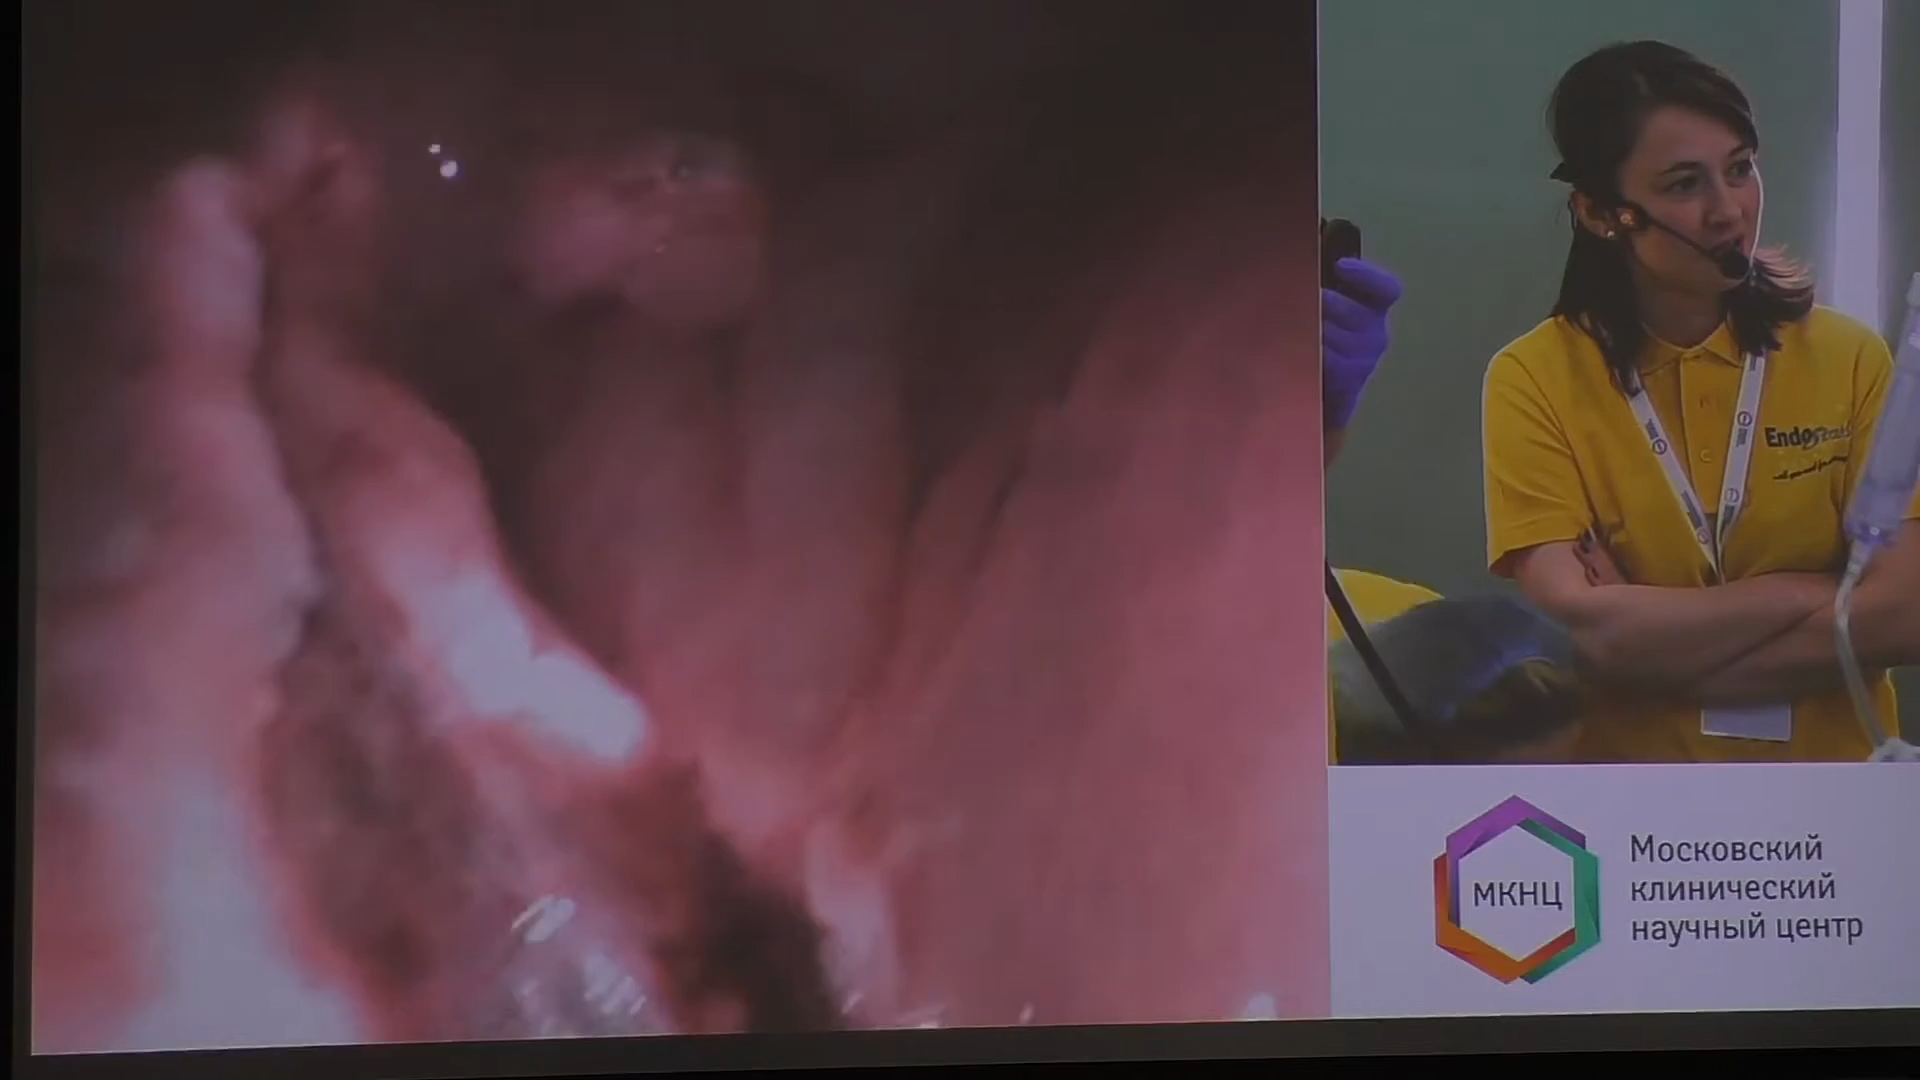 МКНЦ
Московский
клинический
научный центр